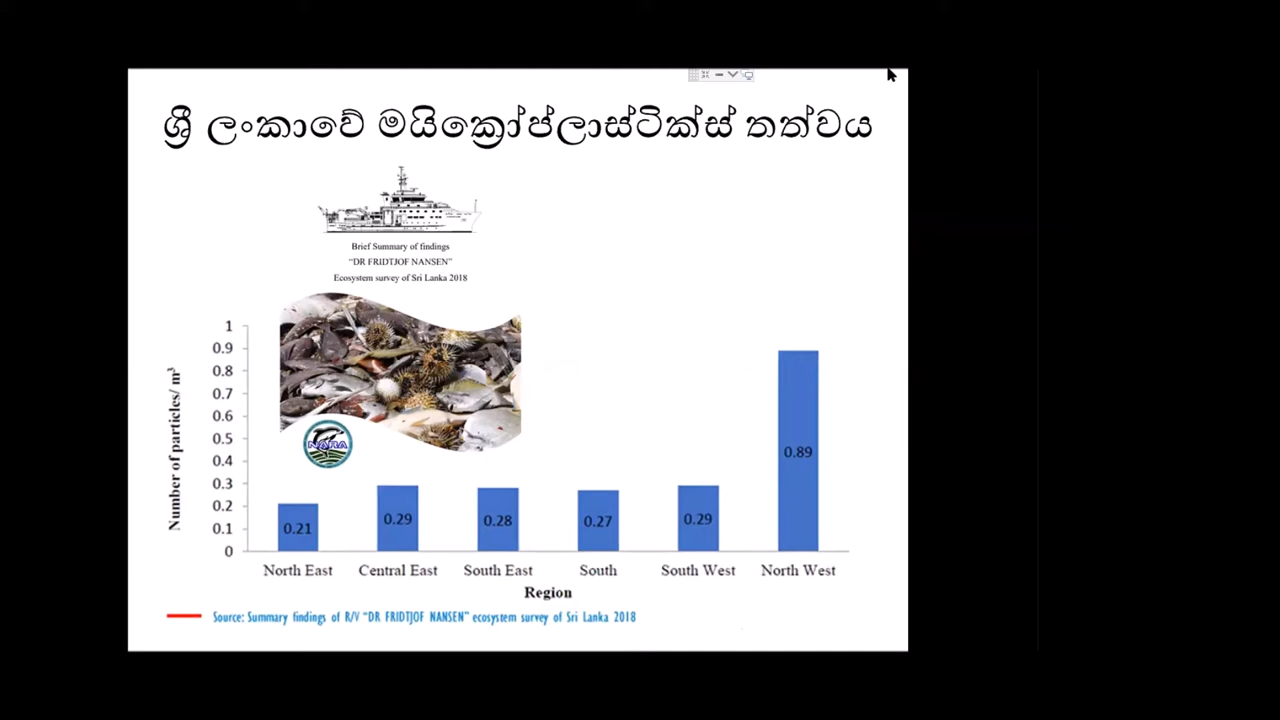 ශ්‍රී ලංකාවේ මයික්‍රෝප්ලාස්ටික්ස් තත්වය
Brief Summary of findings
“DR FRIDTJOF NANSEN”
Ecosystem survey of Sri Lanka 2018
NARA
Number of particles/ m³
1
0.9
0.8
0.7
0.6
0.5
0.4
0.3
0.2
0.1
0
0.21
0.29
0.28
0.27
0.29
0.89
North East
Central East
South East
South
South West
North West
Region
Source: Summary findings of R/V “DR FRIDTJOF NANSEN” ecosystem survey of Sri Lanka 2018